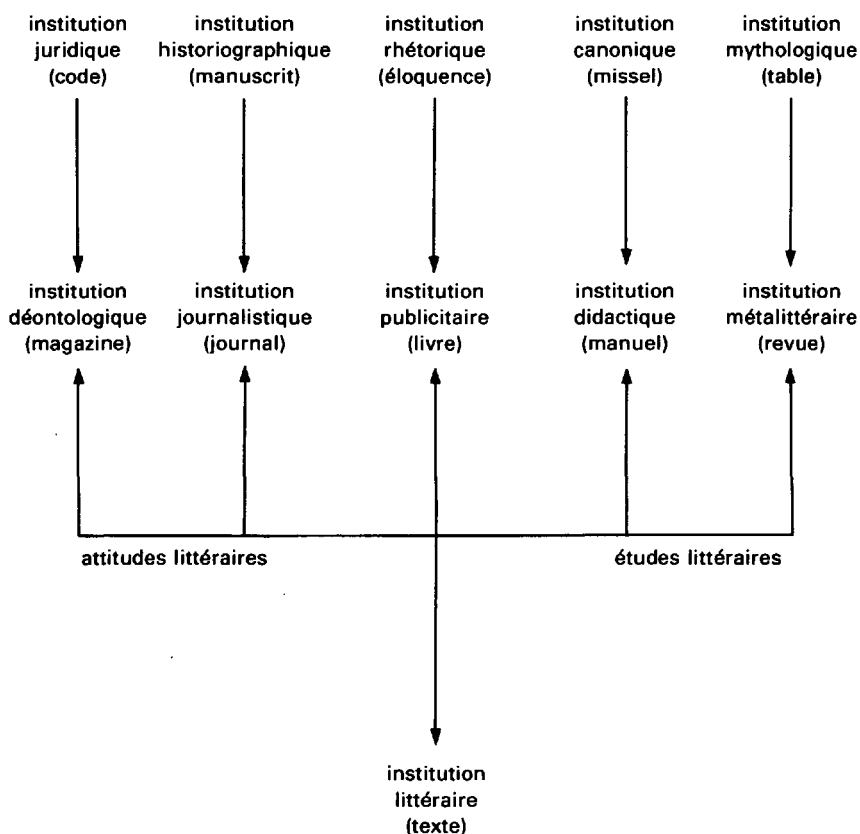 institution
juridique
(code)
institution
historiographique
(manuscrit)
institution
rhétorique
(éloquence)
institution
canonique
(missel)
institution
mythologique
(table)
institution
déontologique
(magazine)
institution
journalistique
(journal)
institution
publicitaire
(livre)
institution
didactique
(manuel)
institution
métalittéraire
(revue)
attitudes littéraires
études littéraires
institution
littéraire
(texte)